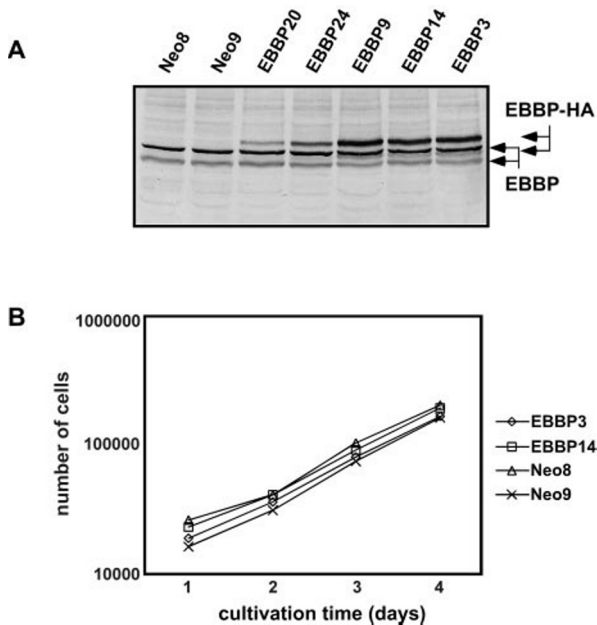 A
Neo8
Neo9
EBBP20
EBBP24
EBBP9
EBBP14
EBBP3
EBBP-HA
EBBP
B
1000000
100000
10000
number of cells
1 2 3 4
cultivation time (days)
EBBP3
EBBP14
Neo8
Neo9